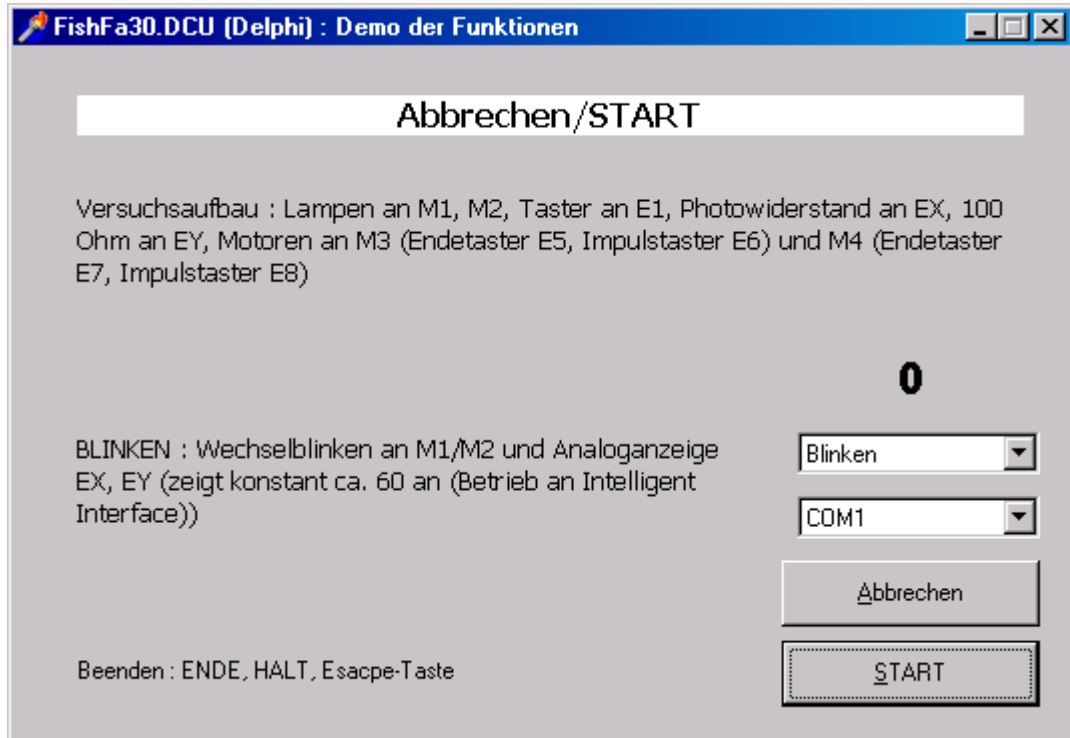 FishFa30.DCU (Delphi) : Demo der Funktionen
Abbrechen/START
Versuchsaufbau : Lampen an M1, M2, Taster an E1, Photowiderstand an EX, 100
Ohm an EY, Motoren an M3 (Endetaster E5, Impulstaster E6) und M4 (Endetaster
E7, Impulstaster E8)
0
BLINKEN : Wechselblinken an M1/M2 und Analoganzeige
EX, EY (zeigt konstant ca. 60 an (Betrieb an Intelligent
Interface))
Blinken
COM1
Abbrechen
Beenden : ENDE, HALT, Esacpe-Taste
START